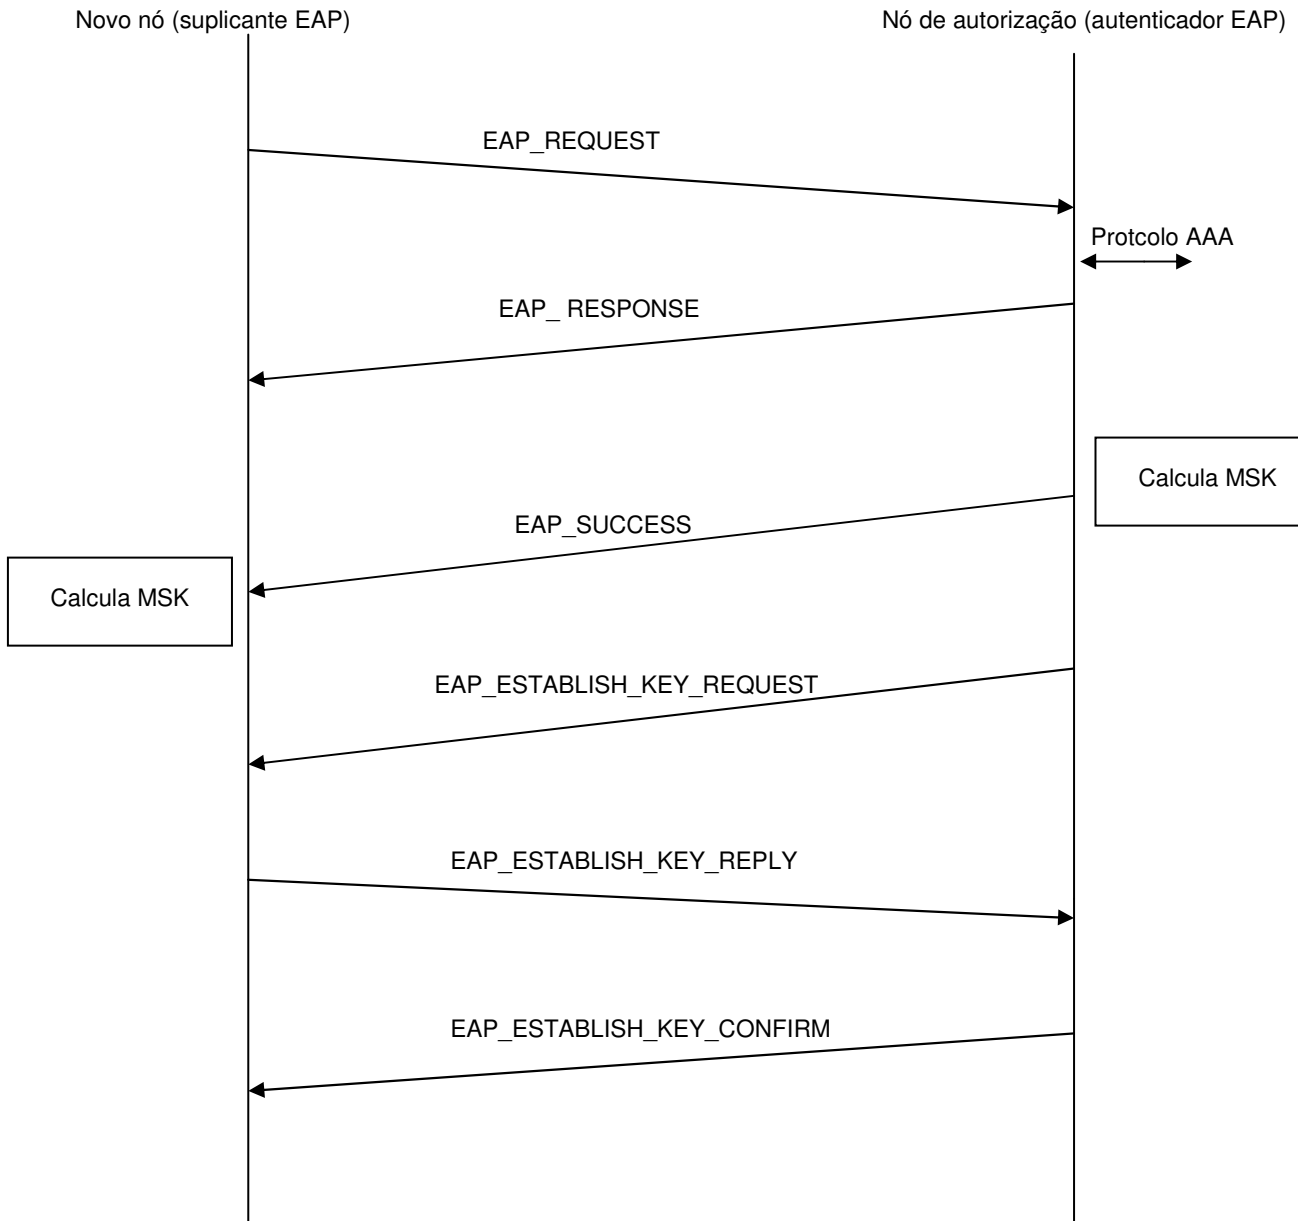 Novo nó (suplicante EAP)
Nó de autorização (autenticador EAP)
EAP_REQUEST
Protcolo AAA
EAP_ RESPONSE
Calcula MSK
EAP_SUCCESS
Calcula MSK
EAP_ESTABLISH_KEY_REQUEST
EAP_ESTABLISH_KEY_REPLY
EAP_ESTABLISH_KEY_CONFIRM